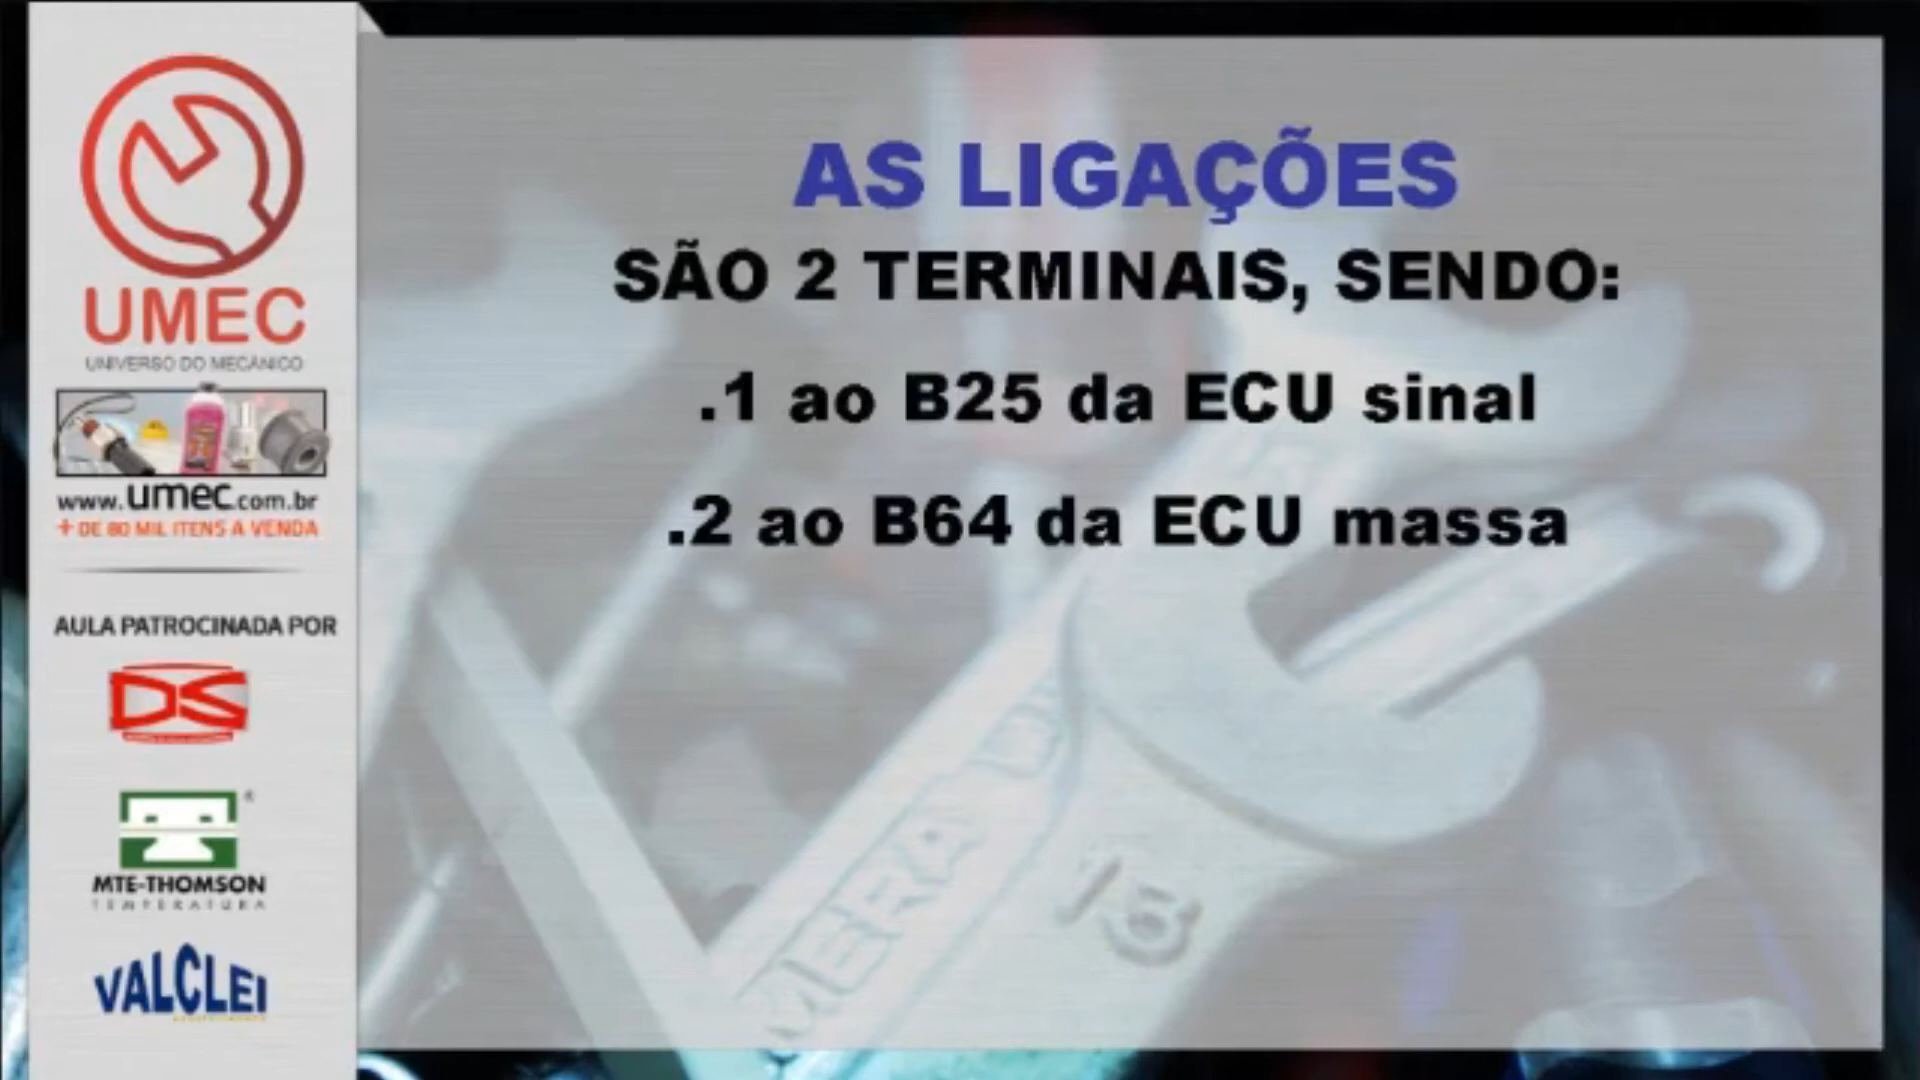 UMEC
UNIVERSO DO MECÂNICO
www.umec.com.br
+ DE 80 MIL ITENS A VENDA
AULA PATROCINADA POR
DS
MTE-THOMSON
TEMPERATURA
VALCLEI
AS LIGAÇÕES
SÃO 2 TERMINAIS, SENDO:
.1 ao B25 da ECU sinal
.2 ao B64 da ECU massa
MERA
13